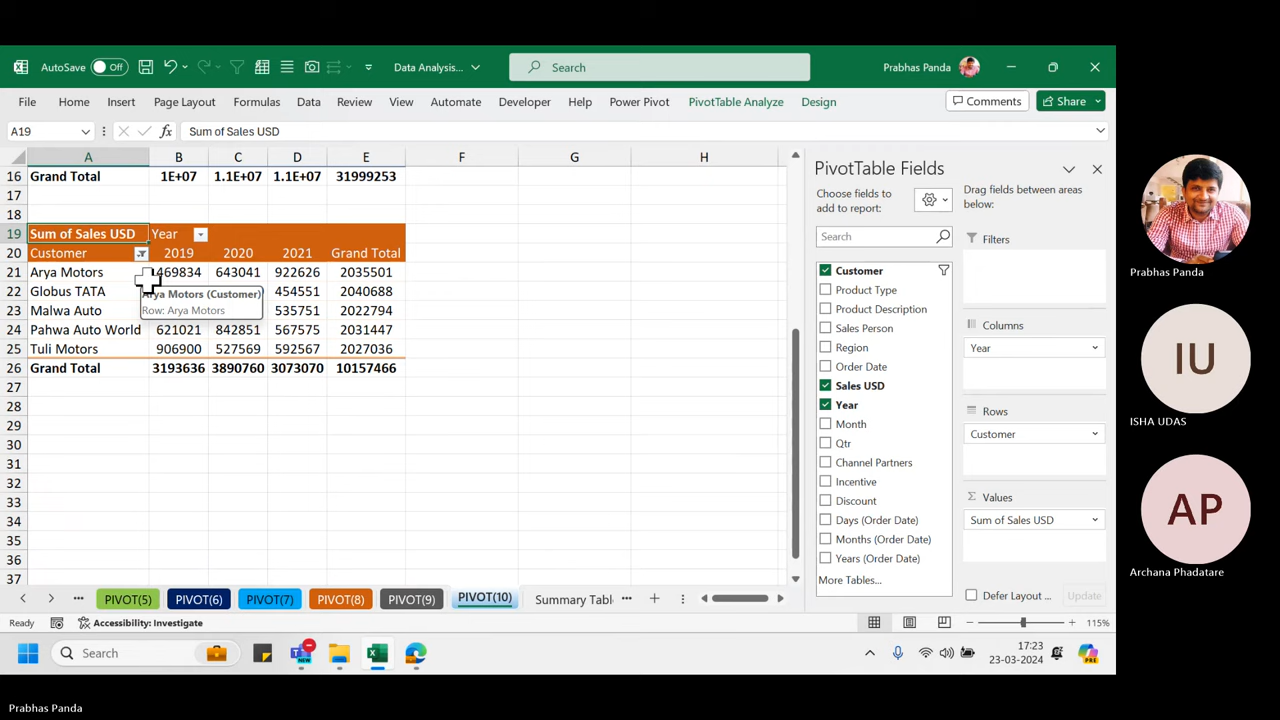 AutoSave Off Data Analysis... Search Prabhas Panda
File Home Insert Page Layout Formulas Data Review View Automate Developer Help Power Pivot PivotTable Analyze Design Comments Share
A19 fx Sum of Sales USD
A B C D E F G H
16 Grand Total 1E+07 1.1E+07 1.1E+07 31999253
17
18
19 Sum of Sales USD Year
20 Customer 2019 2020 2021 Grand Total
21 Arya Motors 469834 643041 922626 2035501
22 Globus TATA 454551 2040688
Arya Motors (Customer)
Row: Arya Motors
23 Malwa Auto 535751 2022794
24 Pahwa Auto World 621021 842851 567575 2031447
25 Tuli Motors 906900 527569 592567 2027036
26 Grand Total 3193636 3890760 3073070 10157466
27
28
29
30
31
32
33
34
35
36
37
PivotTable Fields
Choose fields to add to report:
Search
Customer
Product Type
Product Description
Sales Person
Region
Order Date
Sales USD
Year
Month
Qtr
Channel Partners
Incentive
Discount
Days (Order Date)
Months (Order Date)
Years (Order Date)
More Tables...
Drag fields between areas below:
Filters
Columns
Year
Rows
Customer
Σ Values
Sum of Sales USD
Defer Layout ... Update
PIVOT(5) PIVOT(6) PIVOT(7) PIVOT(8) PIVOT(9) PIVOT(10) Summary Tabl
Ready Accessibility: Investigate 115%
Search NEW PRE
17:23
23-03-2024
Prabhas Panda
IU
ISHA UDAS
AP
Archana Phadatare
Prabhas Panda